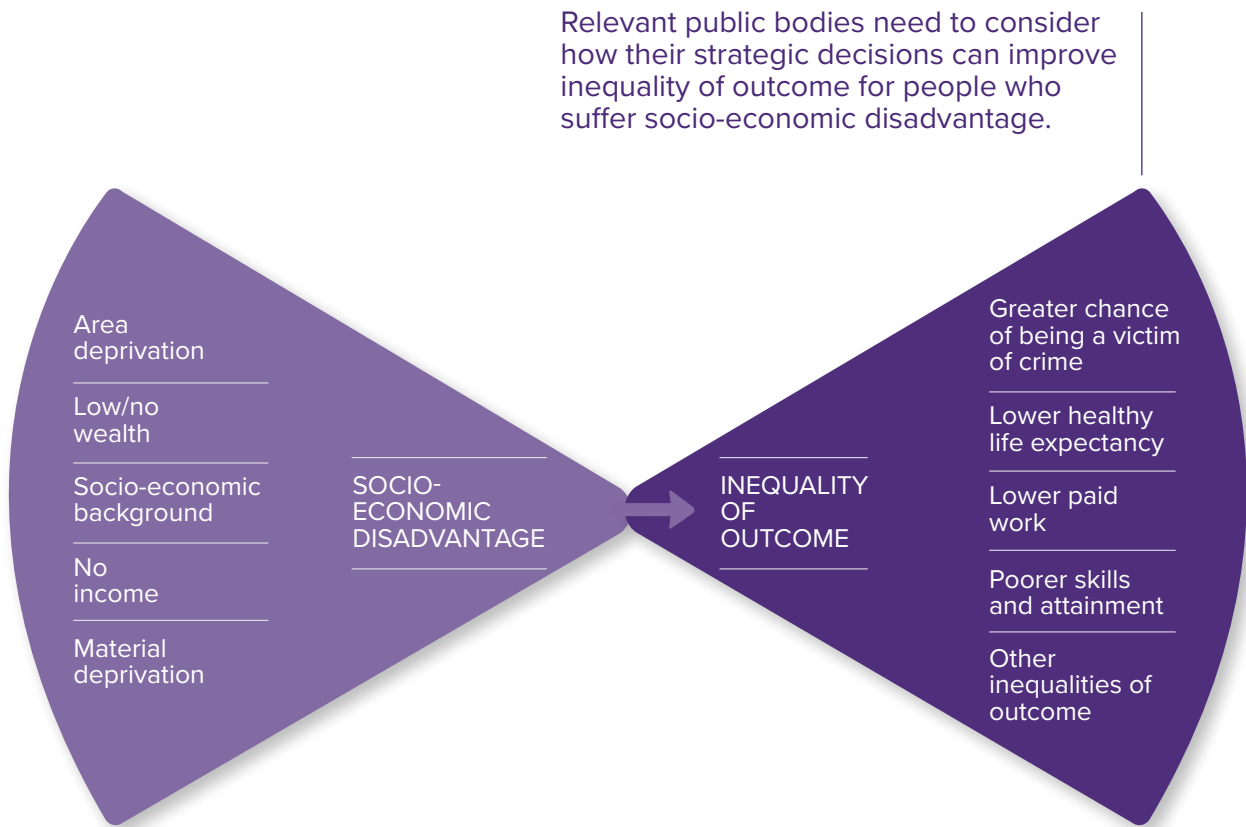 Relevant public bodies need to consider
how their strategic decisions can improve
inequality of outcome for people who
suffer socio-economic disadvantage.
Area
deprivation
Low/no
wealth
Socio-economic
background
No
income
Material
deprivation
SOCIO-
ECONOMIC
DISADVANTAGE
INEQUALITY
OF
OUTCOME
Greater chance
of being a victim
of crime
Lower healthy
life expectancy
Lower paid
work
Poorer skills
and attainment
Other
inequalities of
outcome